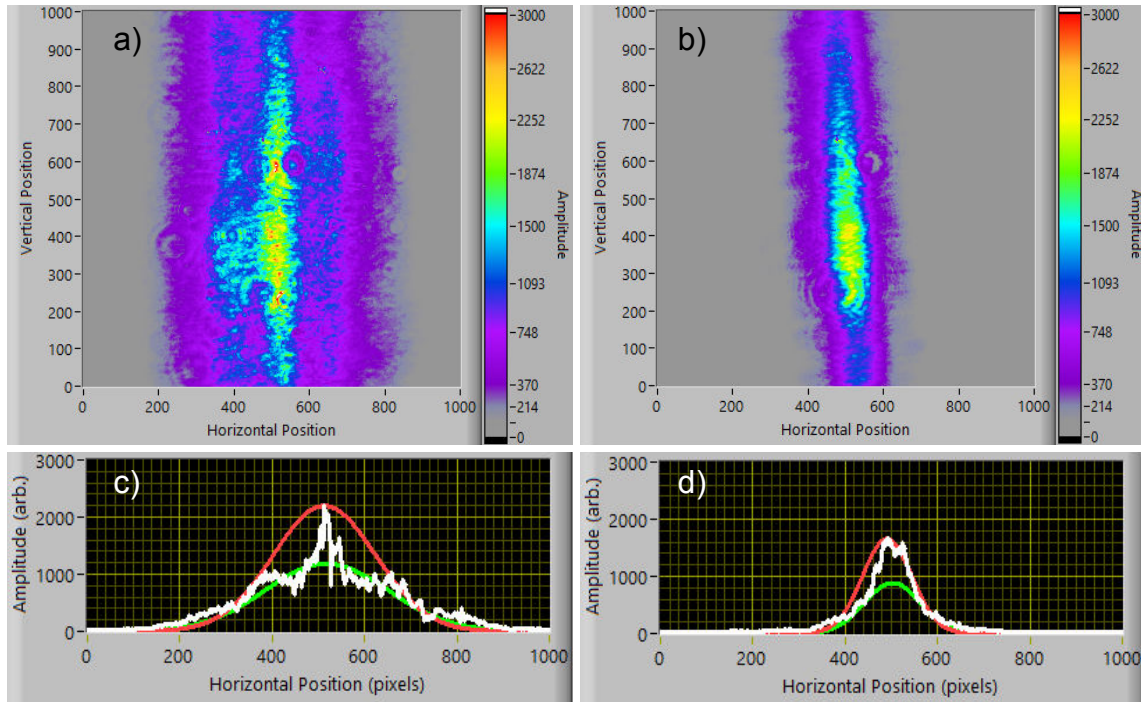 a)
Vertical Position
1000
900
800
700
600
500
400
300
200
100
0
0 200 400 600 800 1000
Horizontal Position
3000
2622
2252
1874
1500
1093
748
370
214
0
Amplitude
b)
Vertical Position
1000
900
800
700
600
500
400
300
200
100
0
0 200 400 600 800 1000
Horizontal Position
3000
2622
2252
1874
1500
1093
748
370
214
0
Amplitude
c)
Amplitude (arb.)
3000
2000
1000
0
0 200 400 600 800 1000
Horizontal Position (pixels)
d)
Amplitude (arb.)
3000
2000
1000
0
0 200 400 600 800 1000
Horizontal Position (pixels)